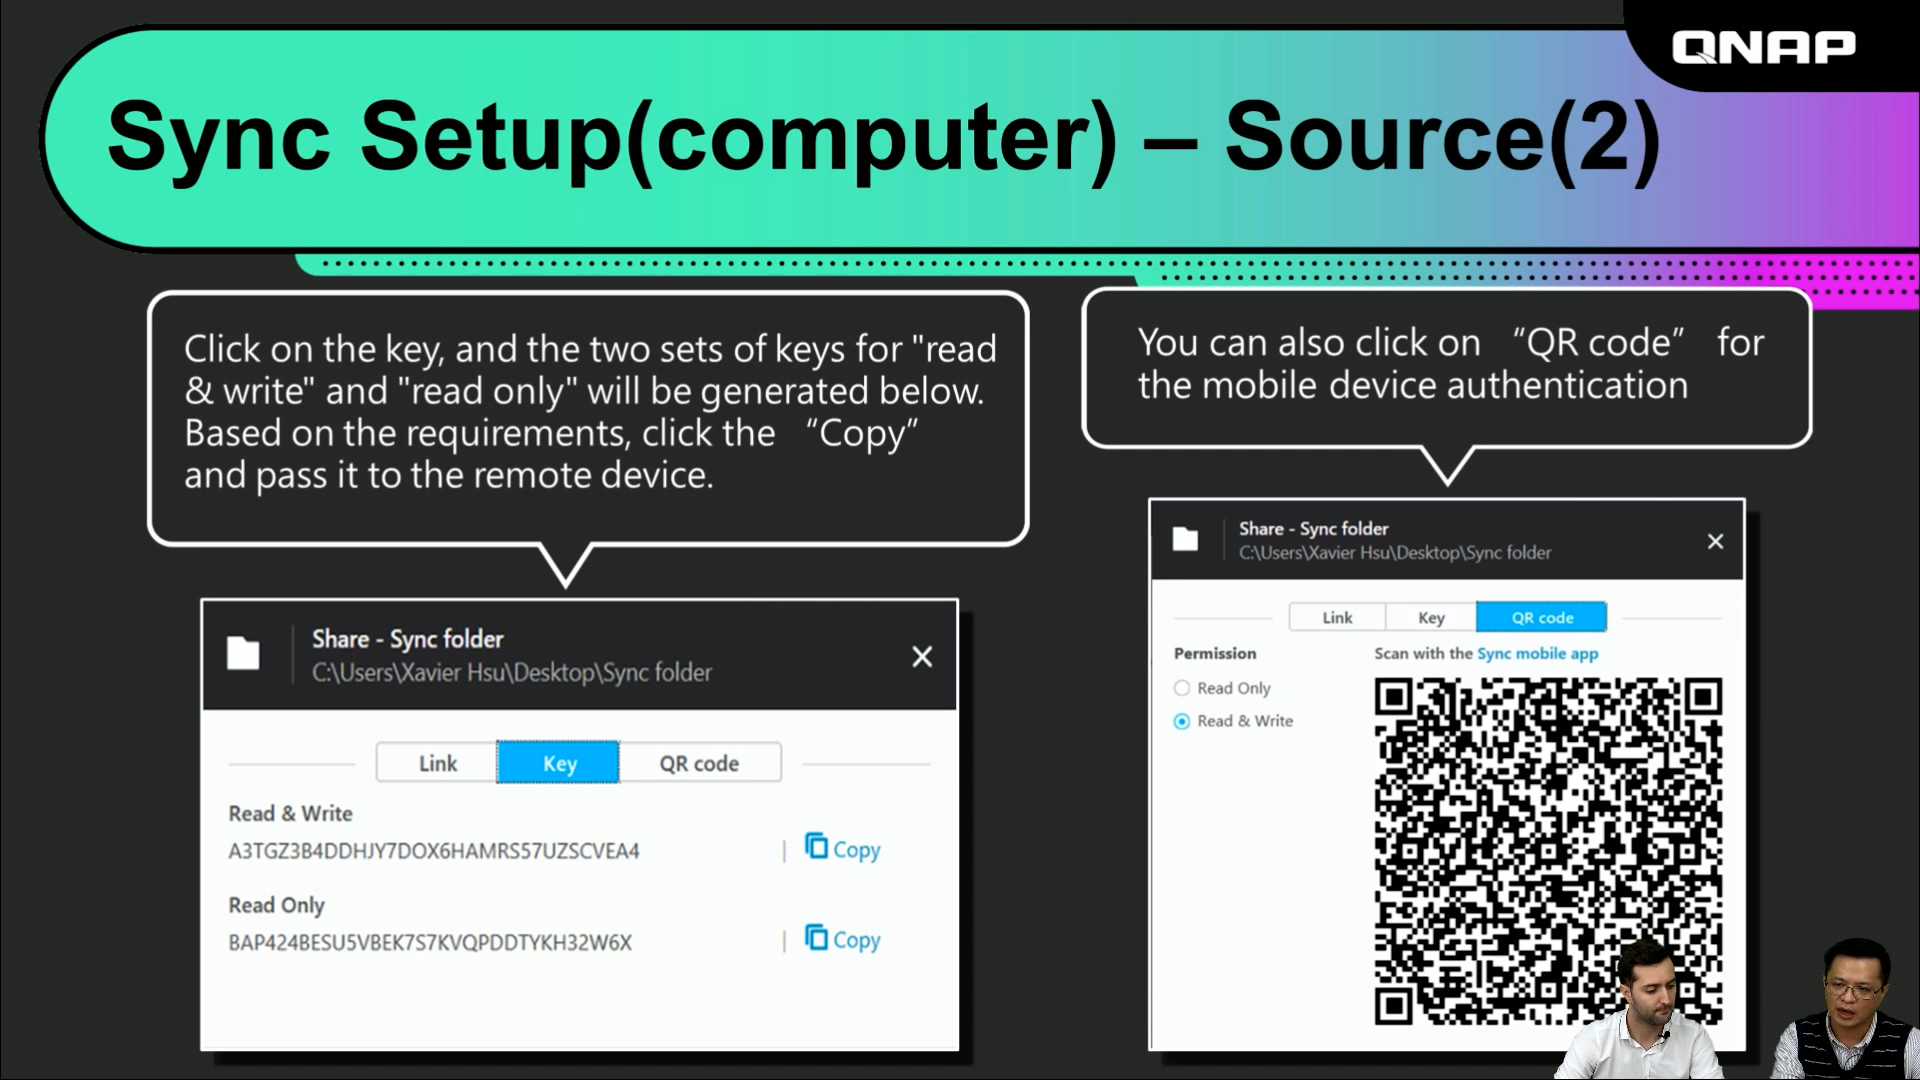 QNAP
Sync Setup(computer) – Source(2)
Click on the key, and the two sets of keys for "read
& write" and "read only" will be generated below.
Based on the requirements, click the “Copy”
and pass it to the remote device.
You can also click on “QR code” for
the mobile device authentication
Share - Sync folder
C:\Users\Xavier Hsu\Desktop\Sync folder
Link Key QR code
Read & Write
A3TGZ3B4DDHJY7DOX6HAMRS57UZSCVEA4 | Copy
Read Only
BAP424BESU5VBEK7S7KVQPDDTYKH32W6X | Copy
Share - Sync folder
C:\Users\Xavier Hsu\Desktop\Sync folder
Link Key QR code
Permission
Scan with the Sync mobile app
Read Only
Read & Write